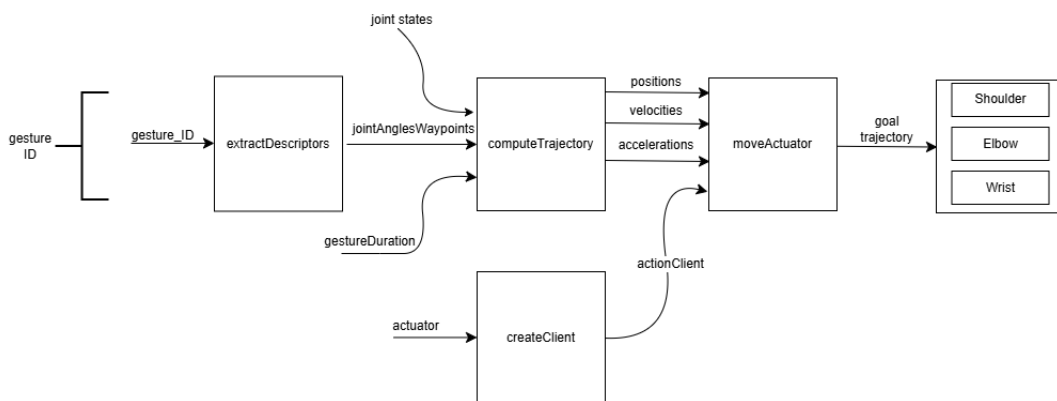 joint states
gesture
ID
gesture_ID
extractDescriptors
jointAnglesWaypoints
gestureDuration
computeTrajectory
positions
velocities
accelerations
moveActuator
actionClient
actuator
createClient
goal
trajectory
Shoulder
Elbow
Wrist